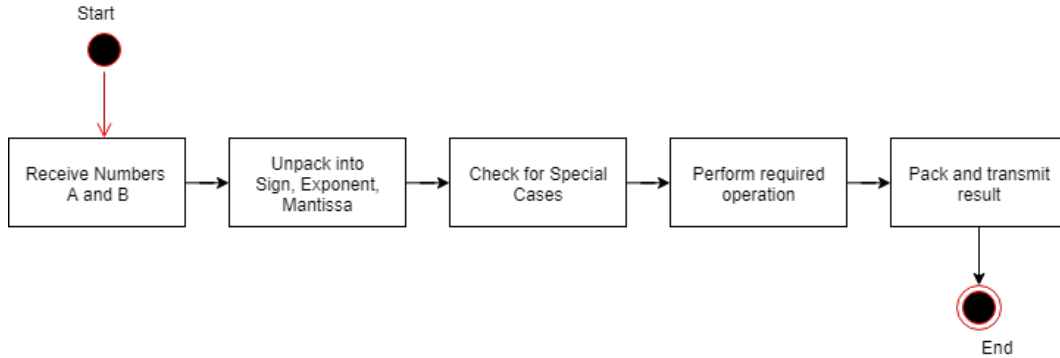 Start
Receive Numbers
A and B
Unpack into
Sign, Exponent,
Mantissa
Check for Special
Cases
Perform required
operation
Pack and transmit
result
End